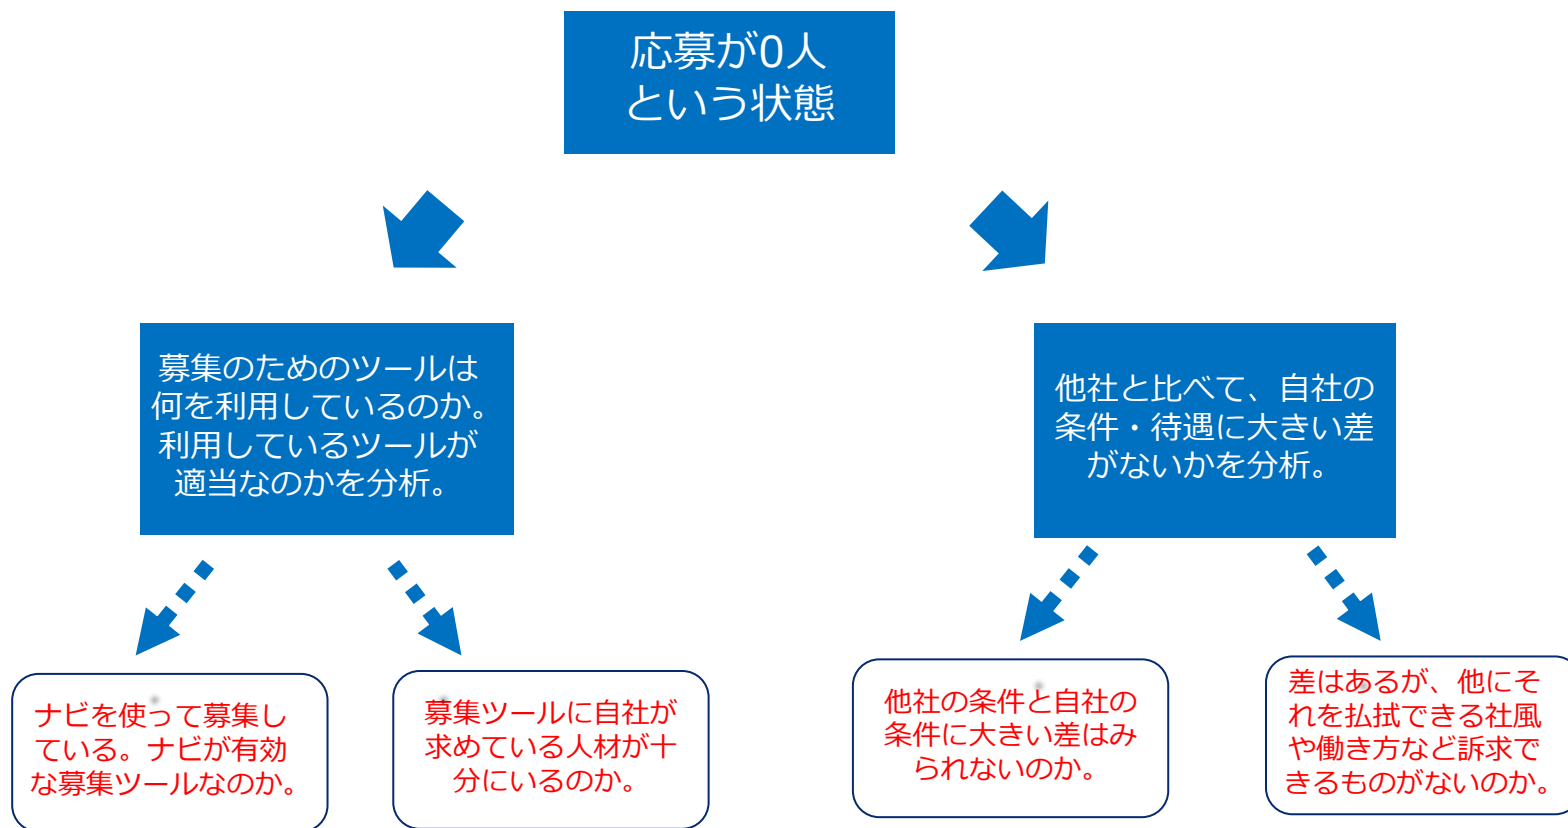 応募が0人
という状態
募集のためのツールは
何を利用しているのか。
利用しているツールが
適当なのかを分析。
他社と比べて、自社の
条件・待遇に大きい差
がないかを分析。
ナビを使って募集し
ている。ナビが有効
な募集ツールなのか。
募集ツールに自社が
求めている人材が十
分にいるのか。
他社の条件と自社の
条件に大きい差はみ
られないのか。
差はあるが、他にそ
れを払拭できる社風
や働き方など訴求で
きるものがないのか。